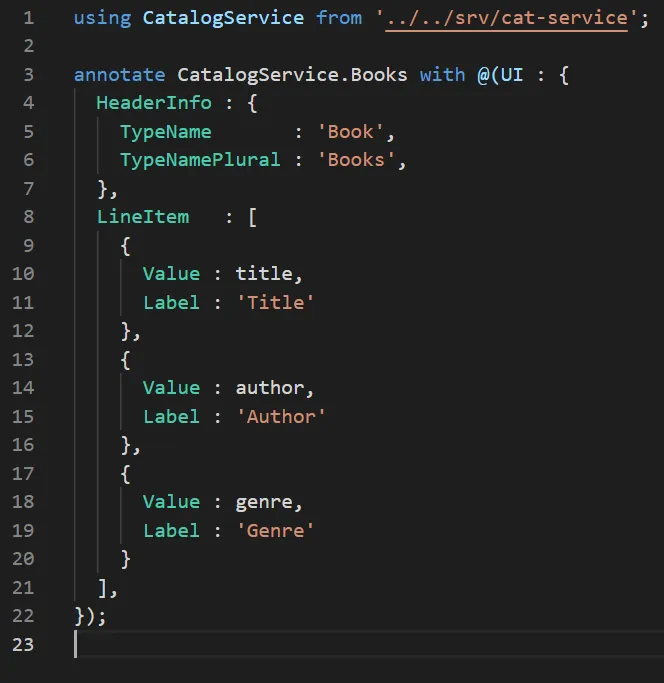 1 using CatalogService from '../../srv/cat-service';
2
3 annotate CatalogService.Books with @(UI : {
4   HeaderInfo : {
5     TypeName       : 'Book',
6     TypeNamePlural : 'Books',
7   },
8   LineItem   : [
9     {
10       Value : title,
11       Label : 'Title'
12     },
13     {
14       Value : author,
15       Label : 'Author'
16     },
17     {
18       Value : genre,
19       Label : 'Genre'
20     }
21   ],
22 });
23